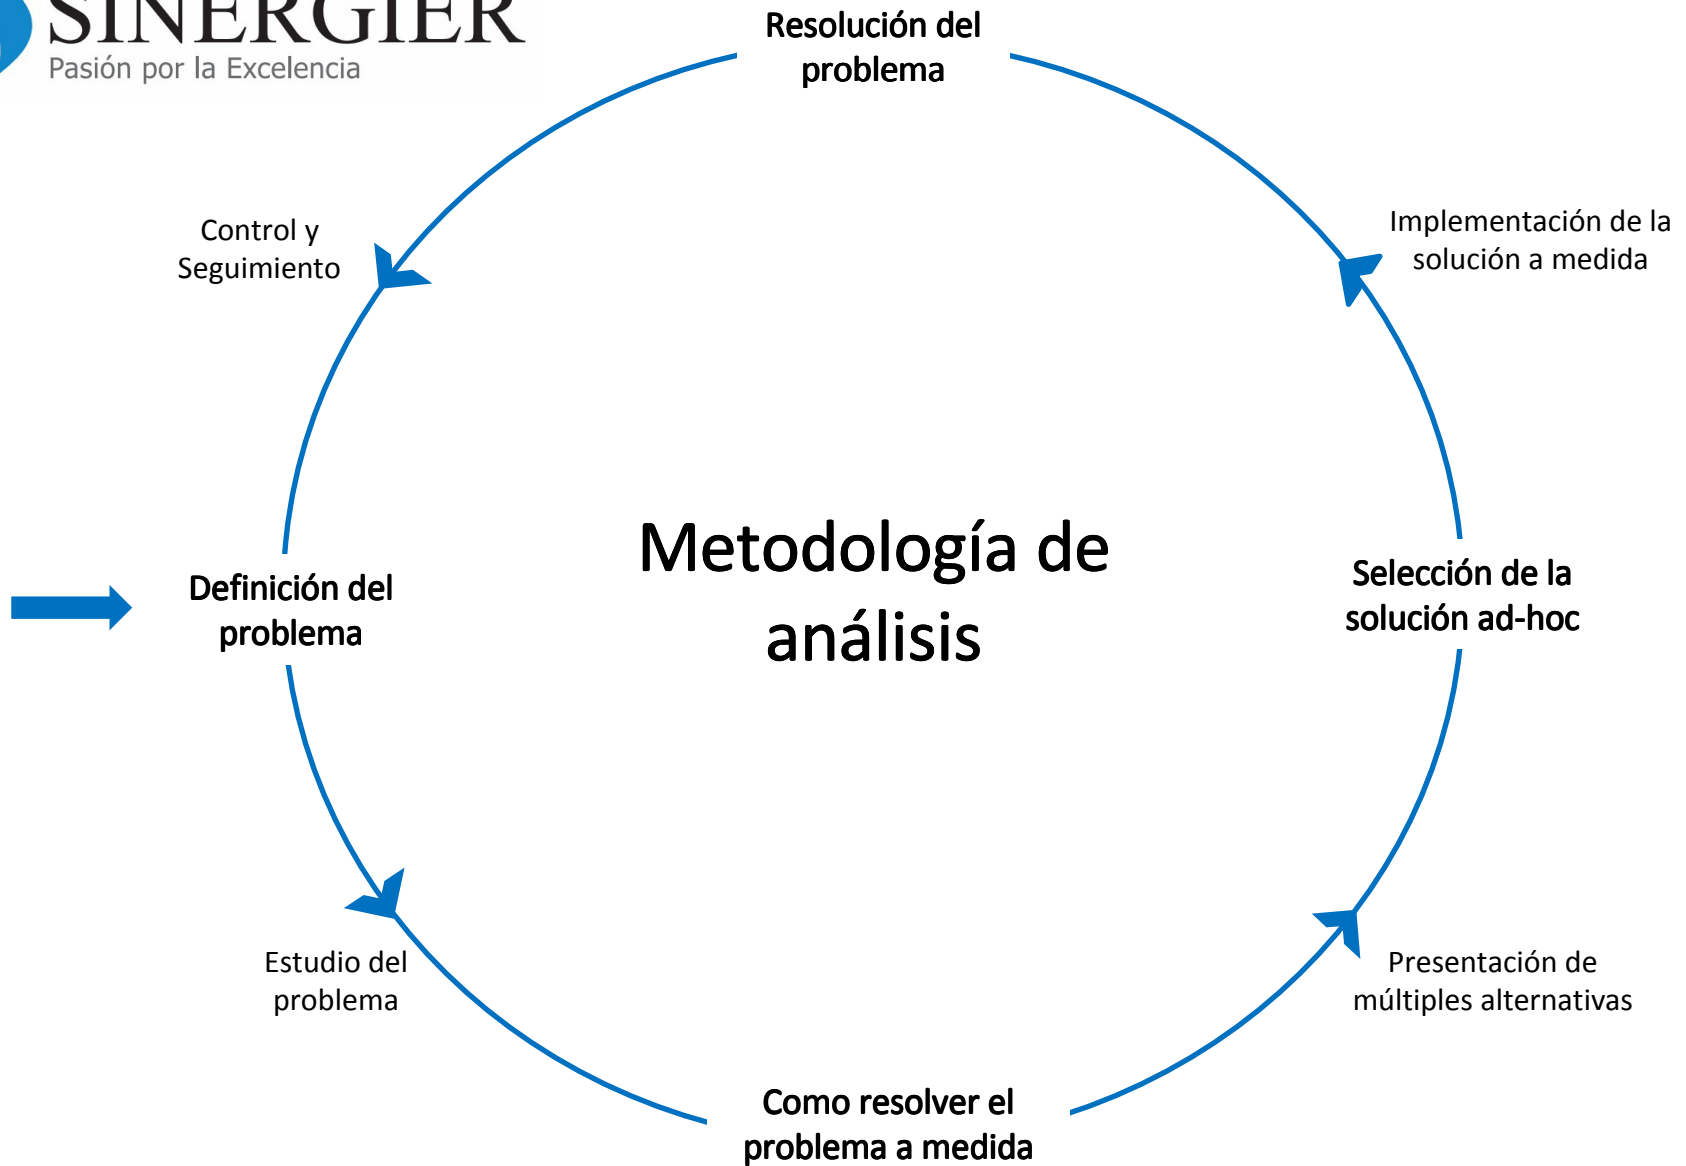 SINERGIER
Pasión por la Excelencia
Resolución del
problema
Control y
Seguimiento
Implementación de la
solución a medida
Metodología de
análisis
Definición del
problema
Selección de la
solución ad-hoc
Estudio del
problema
Presentación de
múltiples alternativas
Como resolver el
problema a medida